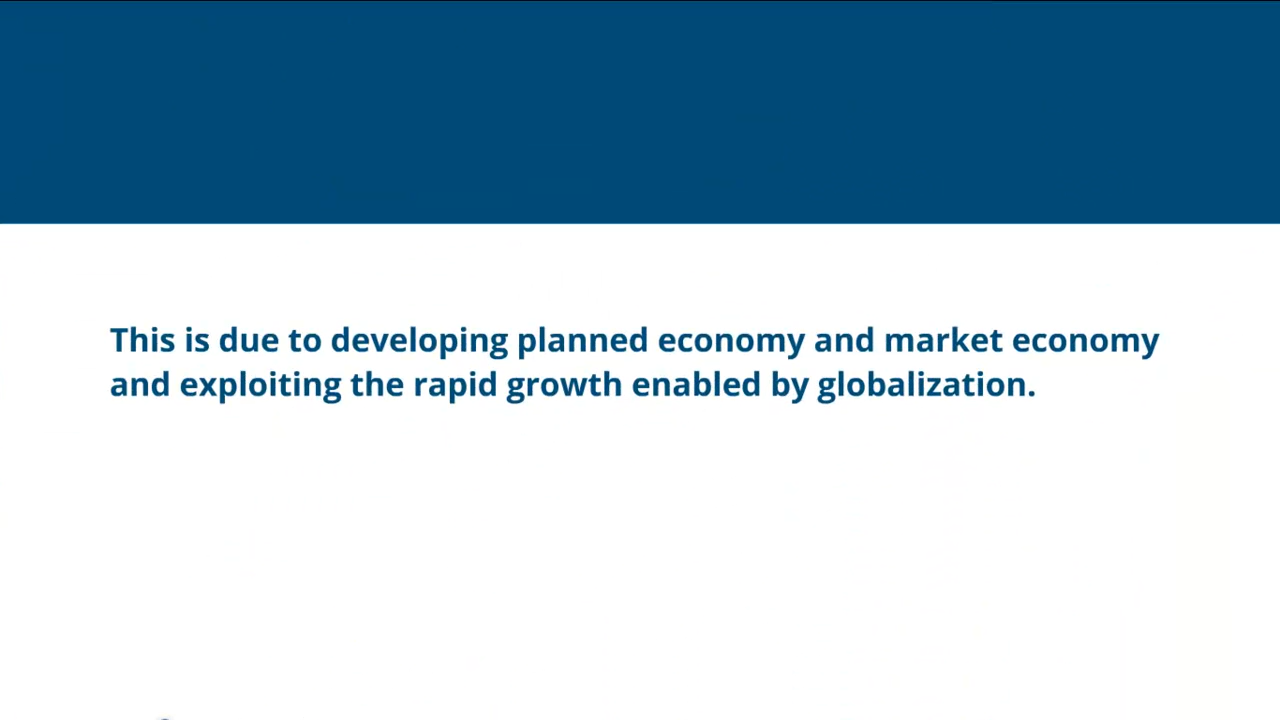 This is due to developing planned economy and market economy
and exploiting the rapid growth enabled by globalization.